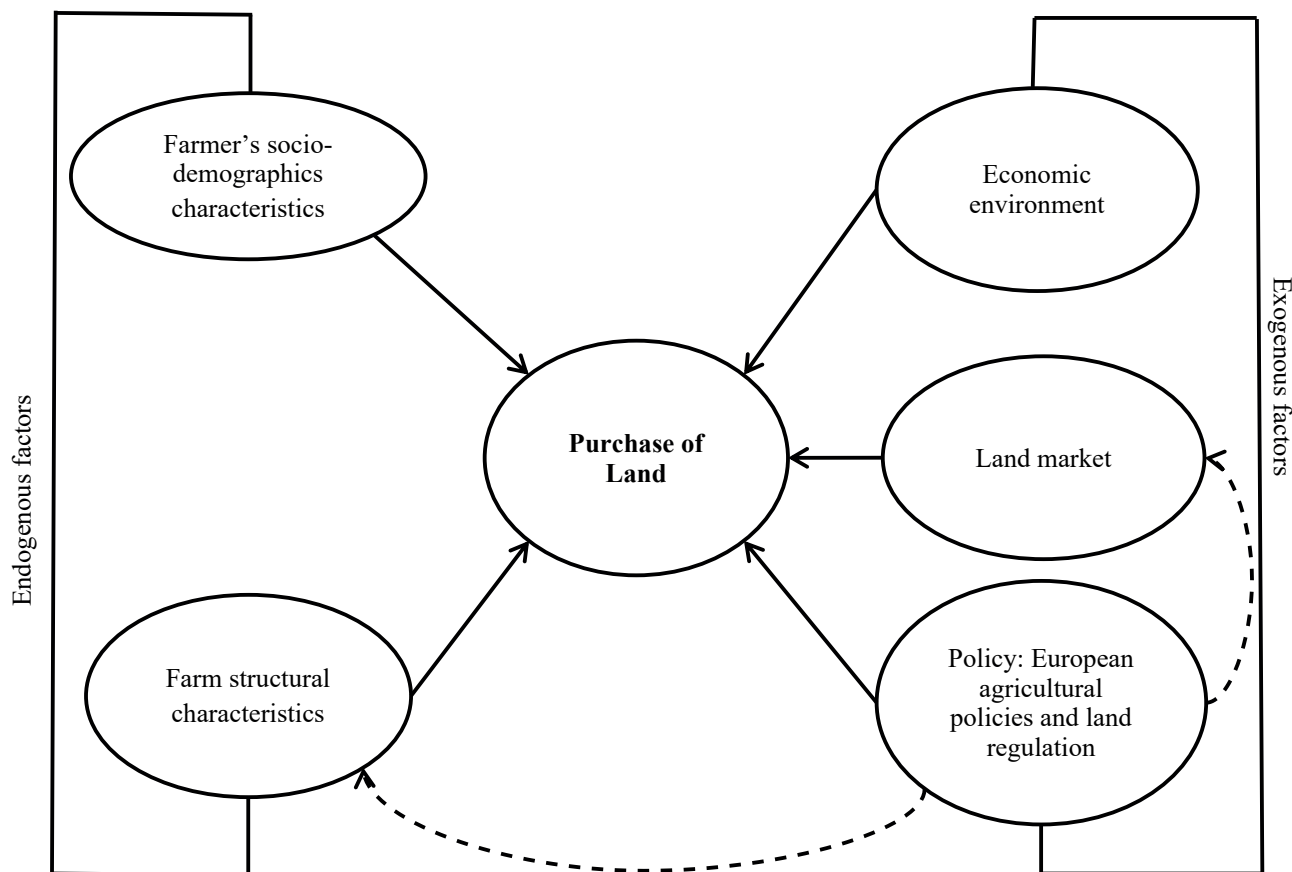 Farmer’s socio-
demographics
characteristics
Economic
environment
Endogenous factors
Exogenous factors
Purchase of
Land
Land market
Farm structural
characteristics
Policy: European
agricultural
policies and land
regulation